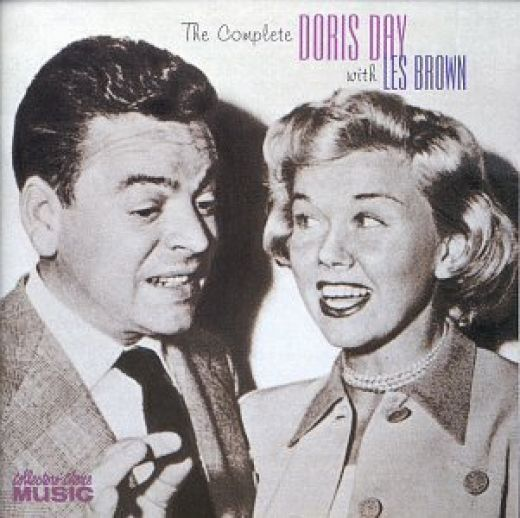 The Complete DORIS DAY
with LES BROWN
collectors' choice
MUSIC